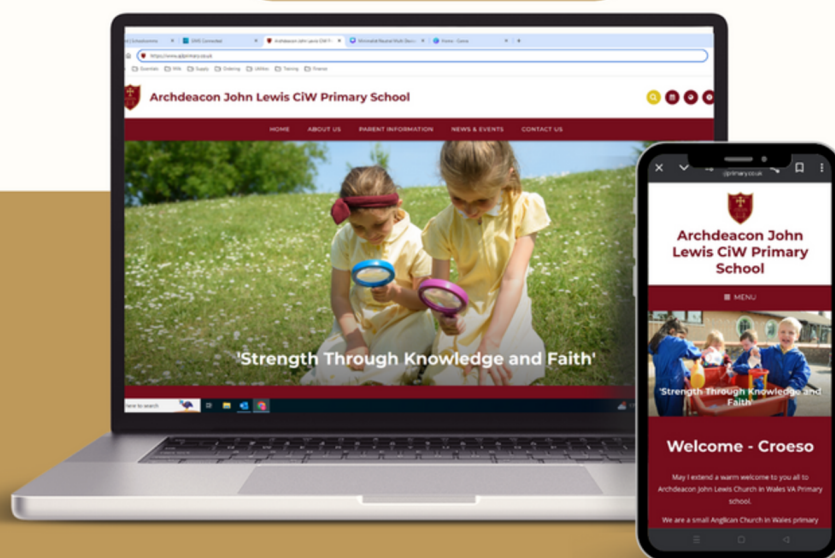 Archdeacon John Lewis CiW Primary School
HOME ABOUT US PARENT INFORMATION NEWS & EVENTS CONTACT US
'Strength Through Knowledge and Faith'
here to search
Archdeacon John
Lewis CiW Primary
School
MENU
'Strength Through Knowledge and
Faith'
Welcome - Croeso
May I extend a warm welcome to you all to
Archdeacon John Lewis Church in Wales VA Primary
school.
We are a small Anglican Church in Wales primary